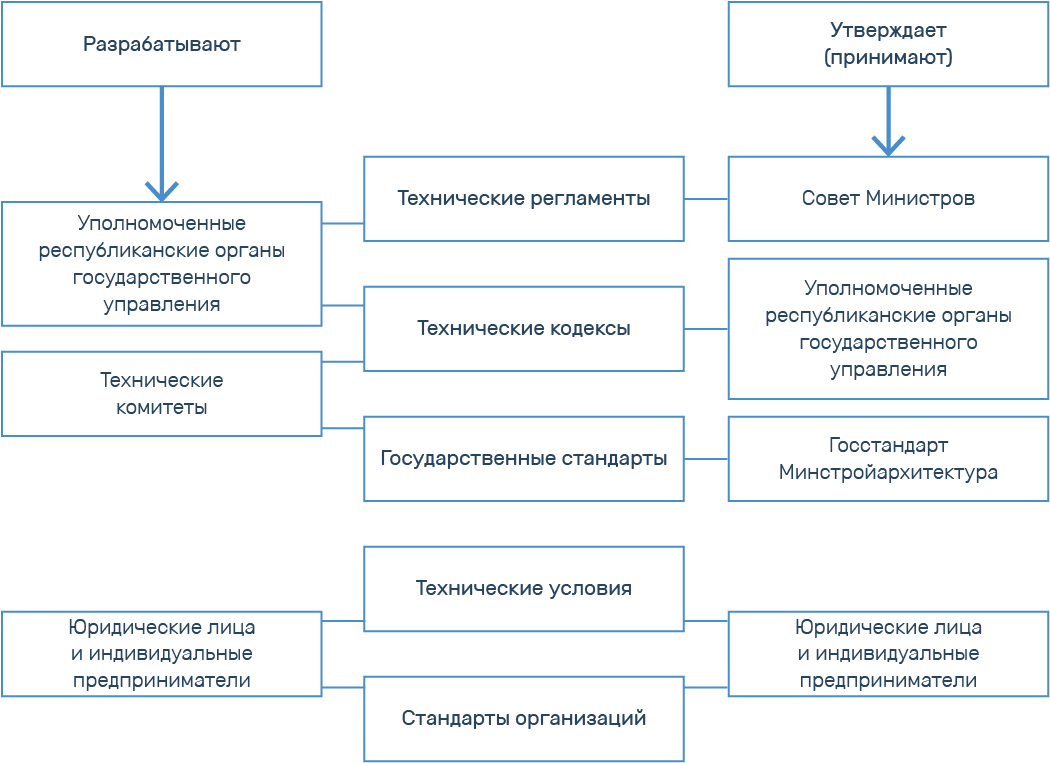 Разрабатывают
Утверждает
(принимают)
Технические регламенты
Совет Министров
Уполномоченные
республиканские органы
государственного
управления
Технические кодексы
Уполномоченные
республиканские органы
государственного
управления
Технические
комитеты
Государственные стандарты
Госстандарт
Минстройархитектура
Технические условия
Юридические лица
и индивидуальные
предприниматели
Юридические лица
и индивидуальные
предприниматели
Стандарты организаций